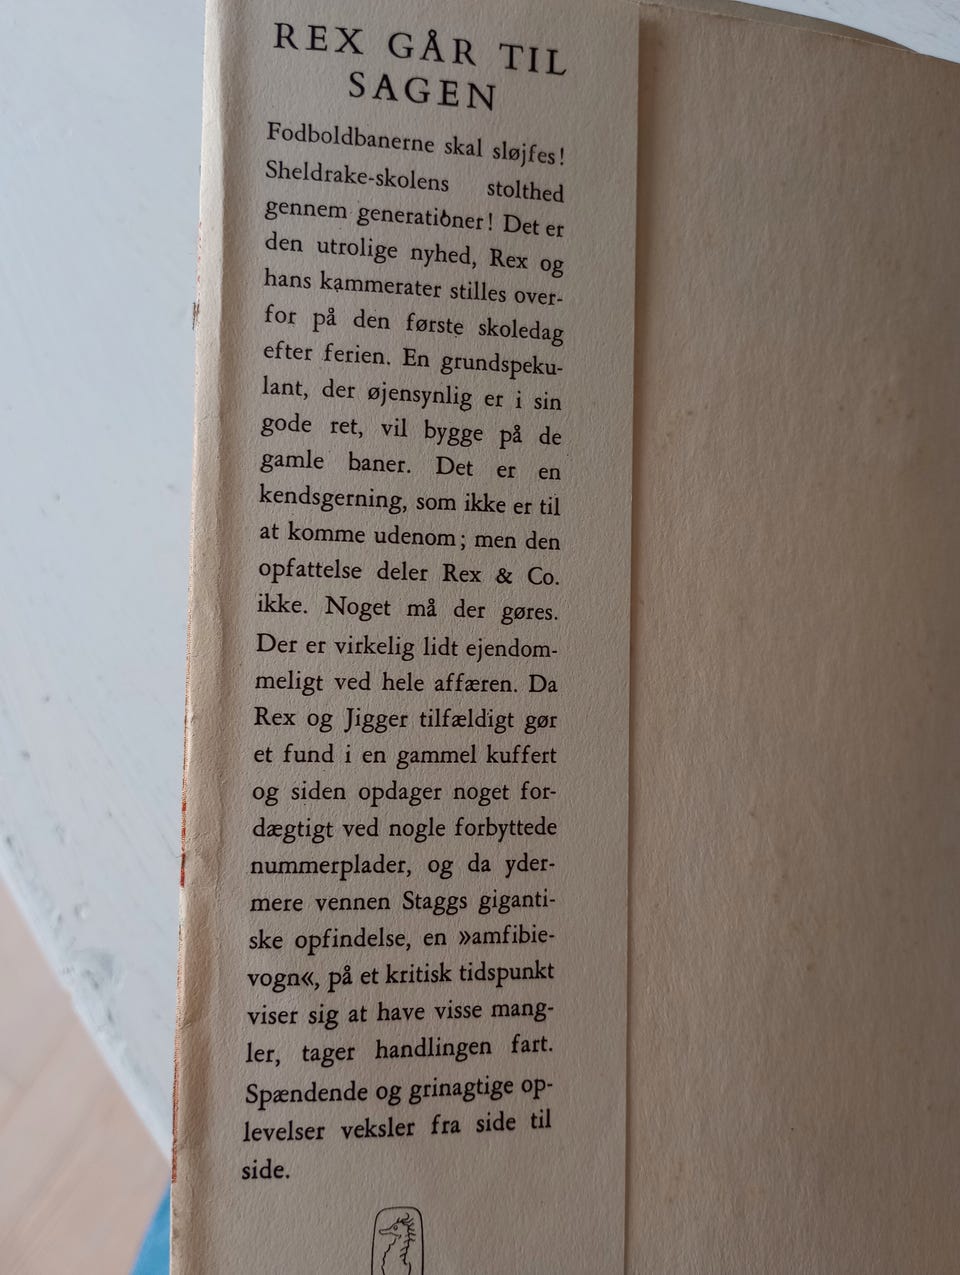 REX GÅR TIL
SAGEN
Fodboldbanerne skal sløjfes!
Sheldrake-skolens stolthed
gennem generationer! Det er
den utrolige nyhed, Rex og
hans kammerater stilles over-
for på den første skoledag
efter ferien. En grundspeku-
lant, der øjensynlig er i sin
gode ret, vil bygge på de
gamle baner. Det er en
kendsgerning, som ikke er til
at komme udenom; men den
opfattelse deler Rex & Co.
ikke. Noget må der gøres.
Der er virkelig lidt ejendom-
meligt ved hele affæren. Da
Rex og Jigger tilfældigt gør
et fund i en gammel kuffert
og siden opdager noget for-
dægtigt ved nogle forbyttede
nummerplader, og da yder-
mere vennen Staggs giganti-
ske opfindelse, en »amfibie-
vogn«, på et kritisk tidspunkt
viser sig at have visse mang-
ler, tager handlingen fart.
Spændende og grinagtige op-
levelser veksler fra side til
side.